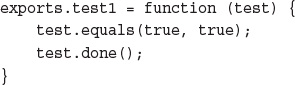 exports.test1 = function (test) {
    test.equals(true, true);
    test.done();
}